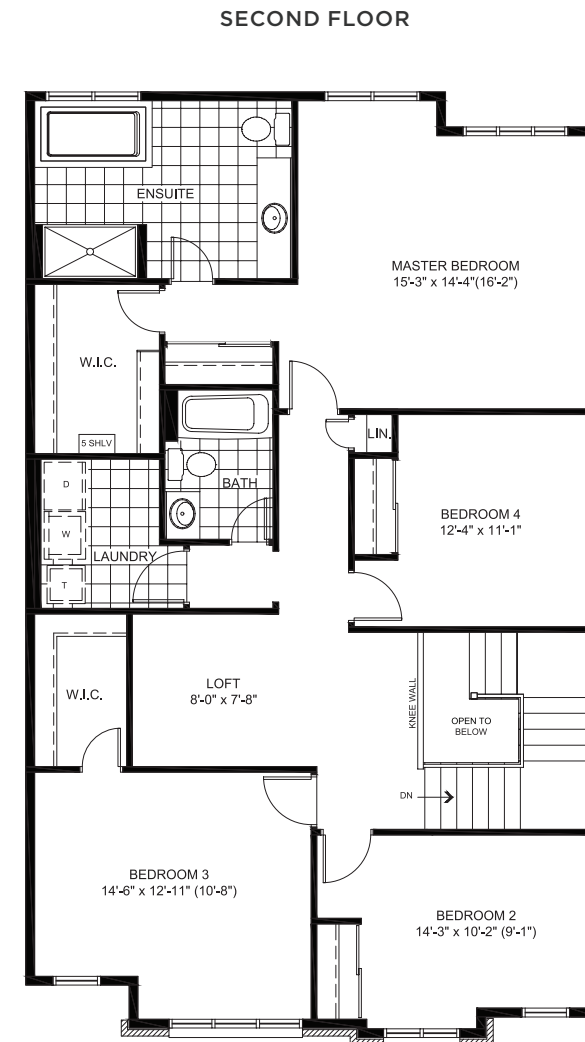 SECOND FLOOR
ENSUITE
MASTER BEDROOM
15'-3" x 14'-4"(16'-2")
W.I.C.
5 SHLV
LIN.
BATH
D
W
LAUNDRY
T
BEDROOM 4
12'-4" x 11'-1"
LOFT
8'-0" x 7'-8"
W.I.C.
KNEE WALL
OPEN TO
BELOW
DN
BEDROOM 3
14'-6" x 12'-11" (10'-8")
BEDROOM 2
14'-3" x 10'-2" (9'-1")